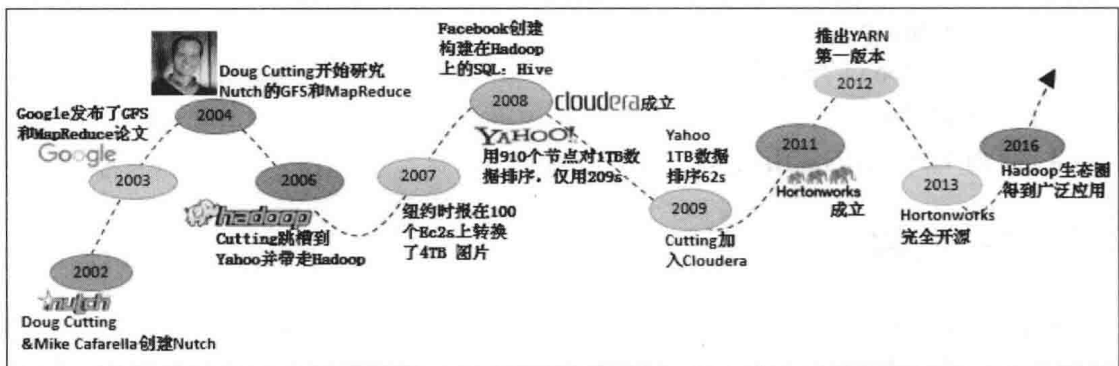 2002
nutch
Doug Cutting
&Mike Cafarella创建Nutch
Google发布了GFS
和MapReduce论文
Google
2003
2004
Doug Cutting开始研究
Nutch的GFS和MapReduce
2006
hadoop
Cutting跳槽到
Yahoo并带走Hadoop
2007
纽约时报在100
个Ec2s上转换
了4TB 图片
Facebook创建
构建在Hadoop
上的SQL：Hive
2008
cloudera成立
YAHOO!
用910个节点对1TB数
据排序，仅用209s
Yahoo
1TB数据
排序62s
2009
Cutting加
入Cloudera
2011
Hortonworks
成立
推出YARN
第一版本
2012
2013
Hortonworks
完全开源
2016
Hadoop生态圈
得到广泛应用